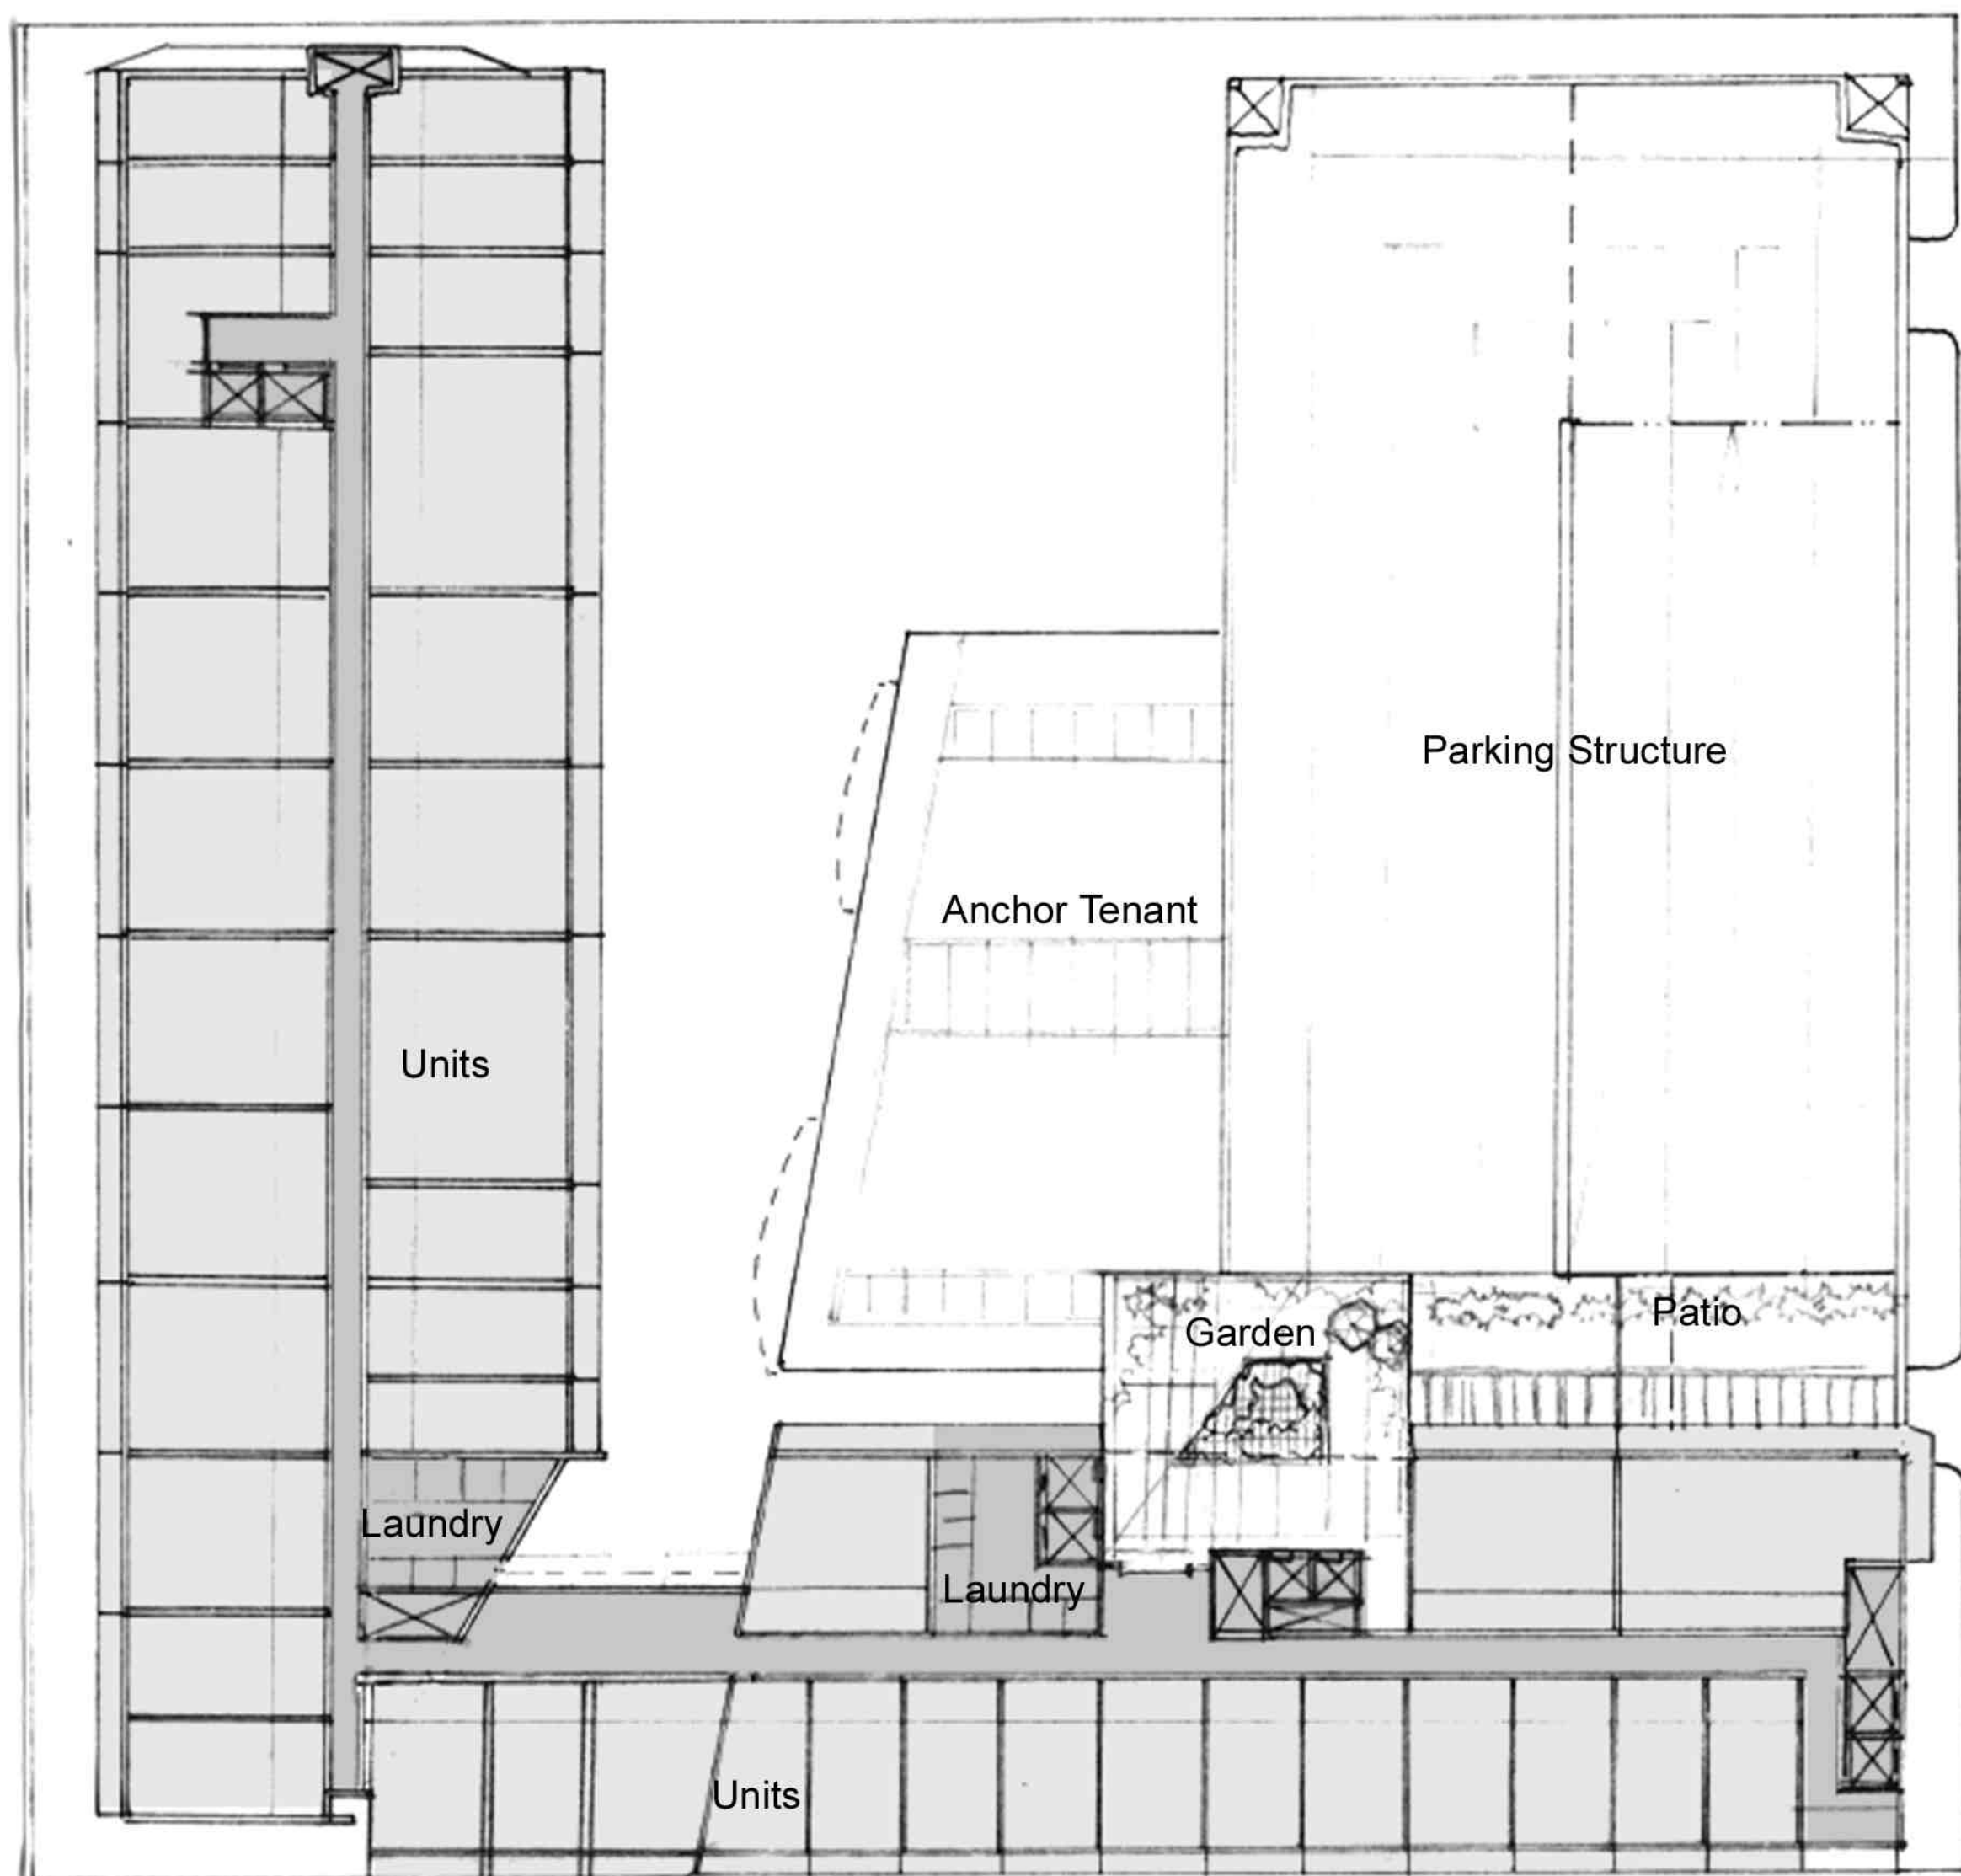 Parking Structure
Anchor Tenant
Units
Patio
Garden
Laundry
Laundry
Units